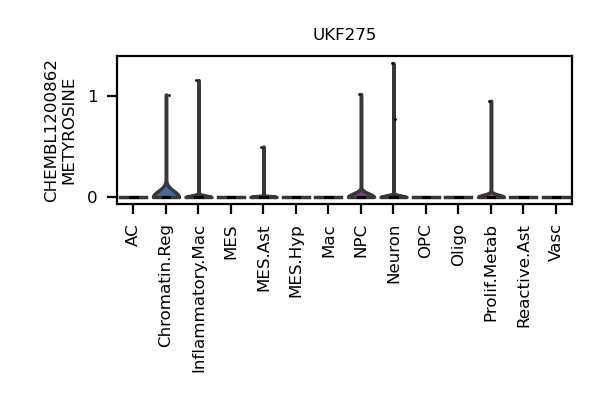 UKF275
CHEMBL1200862
METYROSINE
1
0
AC
Chromatin.Reg
Inflammatory.Mac
MES
MES.Ast
MES.Hyp
Mac
NPC
Neuron
OPC
Oligo
Prolif.Metab
Reactive.Ast
Vasc